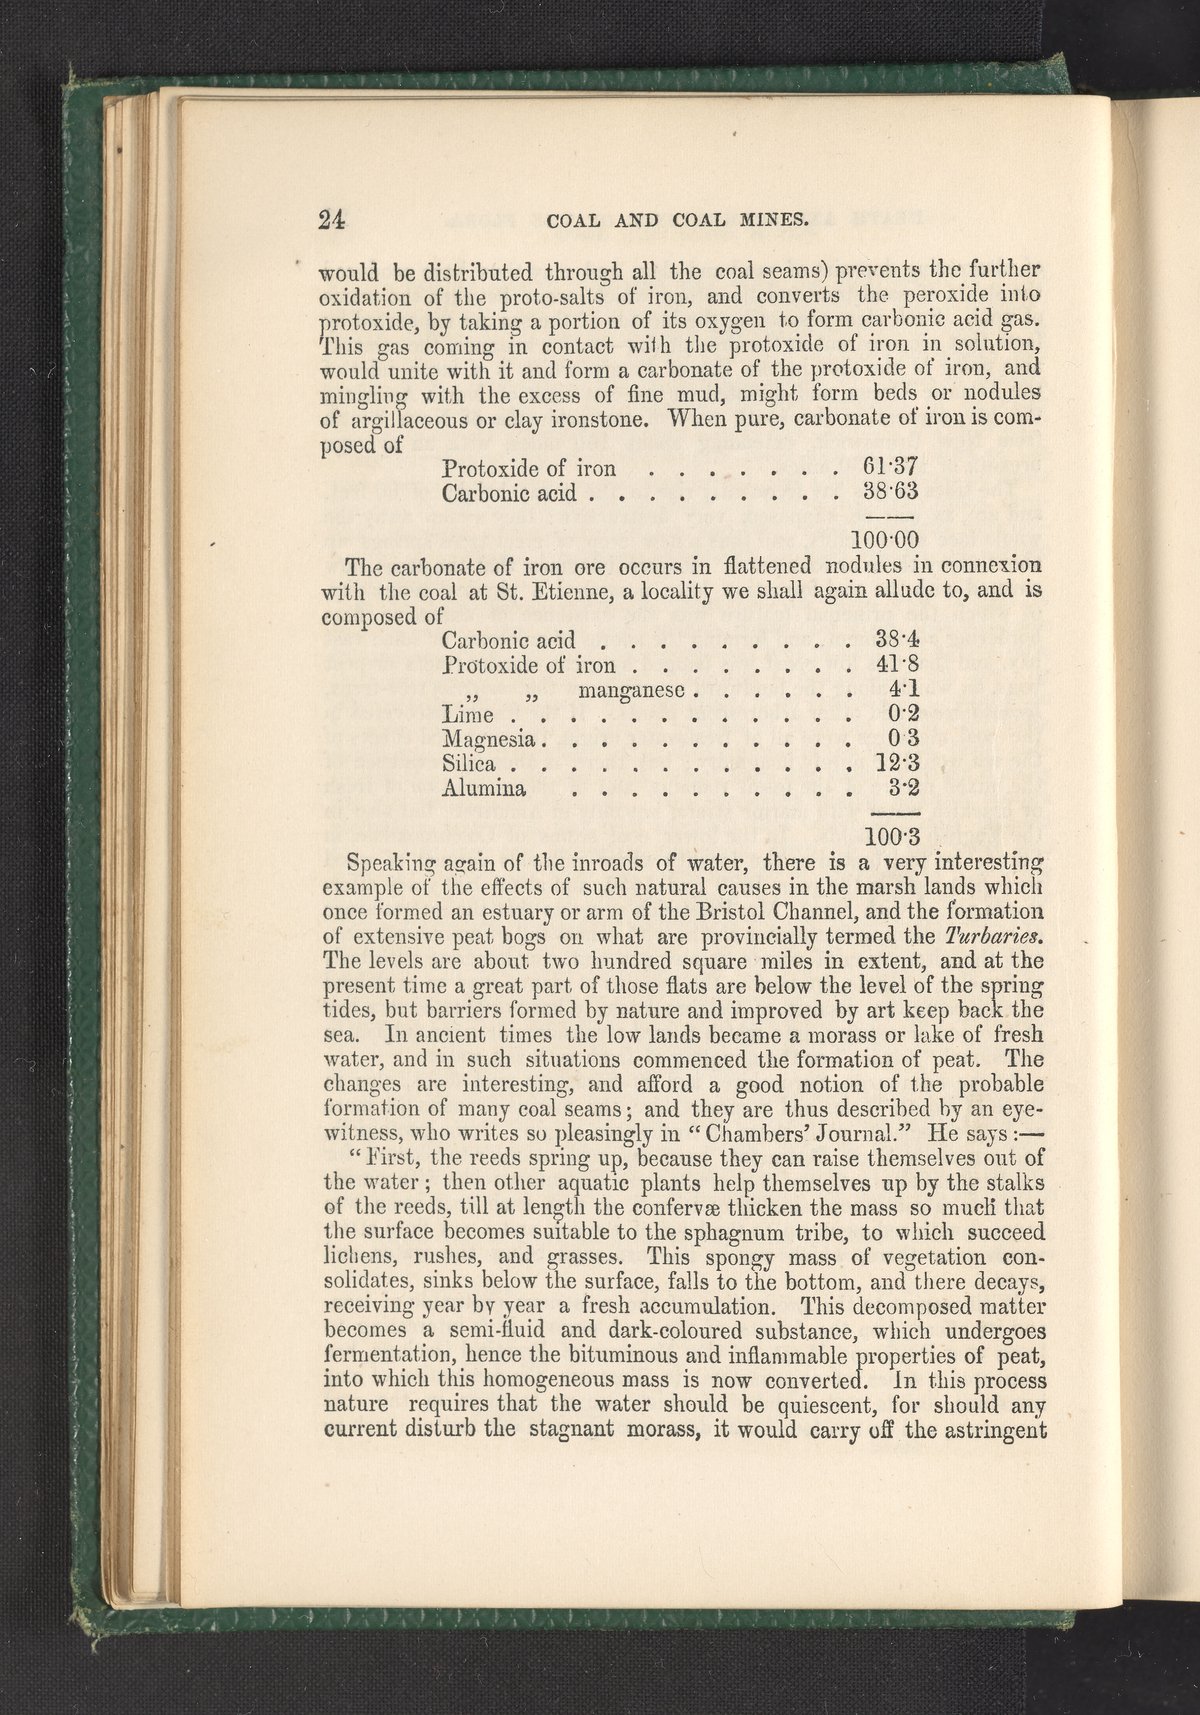 24 COAL AND COAL MINES.
would be distributed through all the coal seams) prevents the further
oxidation of the proto-salts of iron, and converts the peroxide into
protoxide, by taking a portion of its oxygen to form carbonic acid gas.
This gas coming in contact with the protoxide of iron in solution,
would unite with it and form a carbonate of the protoxide of iron, and
mingling with the excess of fine mud, might form beds or nodules
of argillaceous or clay ironstone. When pure, carbonate of iron is com-
posed of
Protoxide of iron . . . . . . . 61·37
Carbonic acid . . . . . . . . . 38·63
100·00
The carbonate of iron ore occurs in flattened nodules in connexion
with the coal at St. Etienne, a locality we shall again allude to, and is
composed of
Carbonic acid . . . . . . . . . 38·4
Protoxide of iron . . . . . . . . 41·8
„ „ manganese . . . . . . 4·1
Lime . . . . . . . . . . . . 0·2
Magnesia . . . . . . . . . . . 0 3
Silica . . . . . . . . . . . . 12·3
Alumina . . . . . . . . . . 3·2
100·3
Speaking again of the inroads of water, there is a very interesting
example of the effects of such natural causes in the marsh lands which
once formed an estuary or arm of the Bristol Channel, and the formation
of extensive peat bogs on what are provincially termed the Turbaries.
The levels are about two hundred square miles in extent, and at the
present time a great part of those flats are below the level of the spring
tides, but barriers formed by nature and improved by art keep back the
sea. In ancient times the low lands became a morass or lake of fresh
water, and in such situations commenced the formation of peat. The
changes are interesting, and afford a good notion of the probable
formation of many coal seams; and they are thus described by an eye-
witness, who writes so pleasingly in “Chambers’ Journal.” He says:—
“First, the reeds spring up, because they can raise themselves out of
the water; then other aquatic plants help themselves up by the stalks
of the reeds, till at length the confervæ thicken the mass so much that
the surface becomes suitable to the sphagnum tribe, to which succeed
lichens, rushes, and grasses. This spongy mass of vegetation con-
solidates, sinks below the surface, falls to the bottom, and there decays,
receiving year by year a fresh accumulation. This decomposed matter
becomes a semi-fluid and dark-coloured substance, which undergoes
fermentation, hence the bituminous and inflammable properties of peat,
into which this homogeneous mass is now converted. In this process
nature requires that the water should be quiescent, for should any
current disturb the stagnant morass, it would carry off the astringent